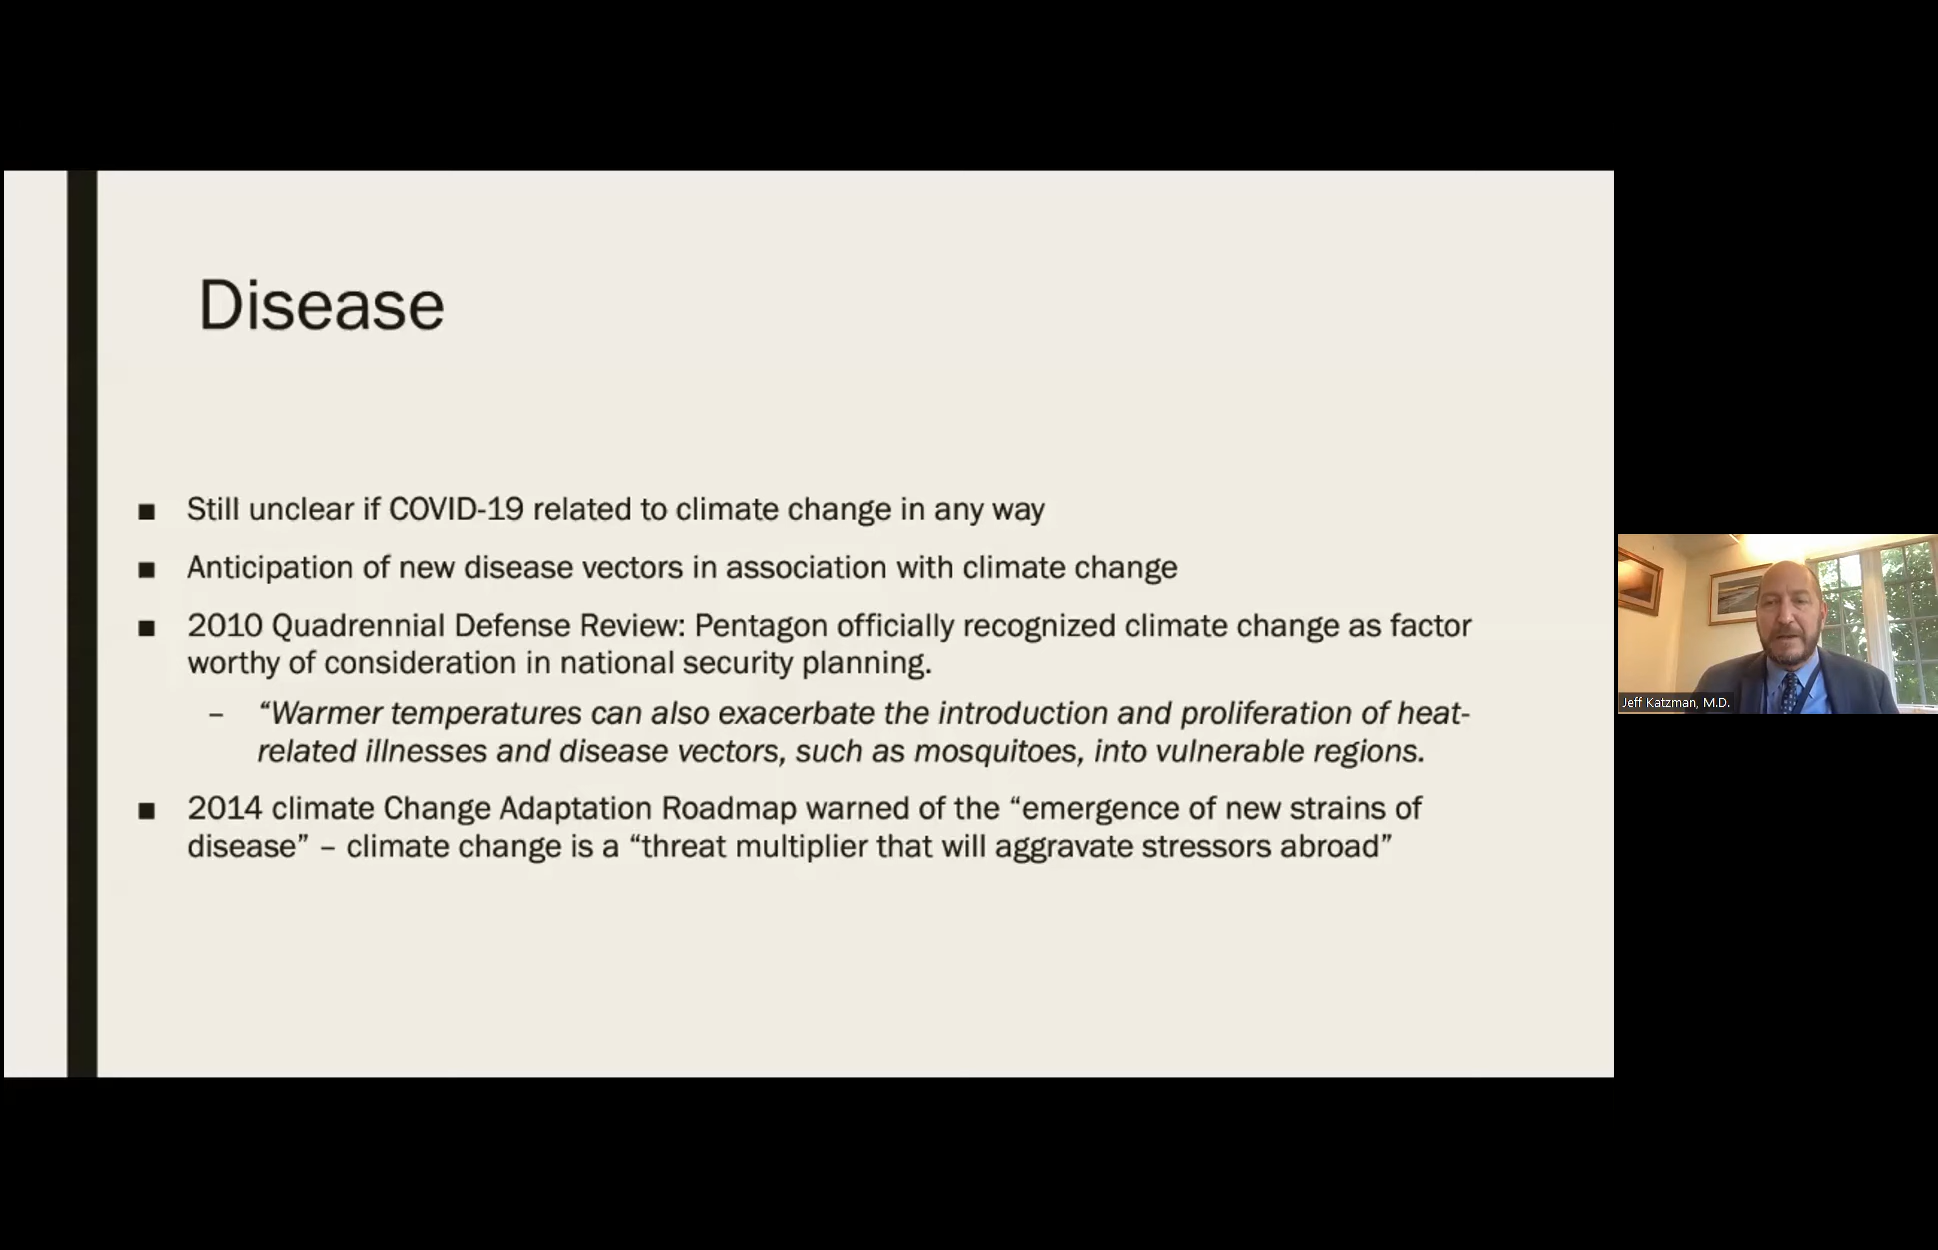 Disease
■ Still unclear if COVID-19 related to climate change in any way
■ Anticipation of new disease vectors in association with climate change
■ 2010 Quadrennial Defense Review: Pentagon officially recognized climate change as factor
worthy of consideration in national security planning.
– “Warmer temperatures can also exacerbate the introduction and proliferation of heat-
related illnesses and disease vectors, such as mosquitoes, into vulnerable regions.
■ 2014 climate Change Adaptation Roadmap warned of the “emergence of new strains of
disease” – climate change is a “threat multiplier that will aggravate stressors abroad”
Jeff Katzman, M.D.